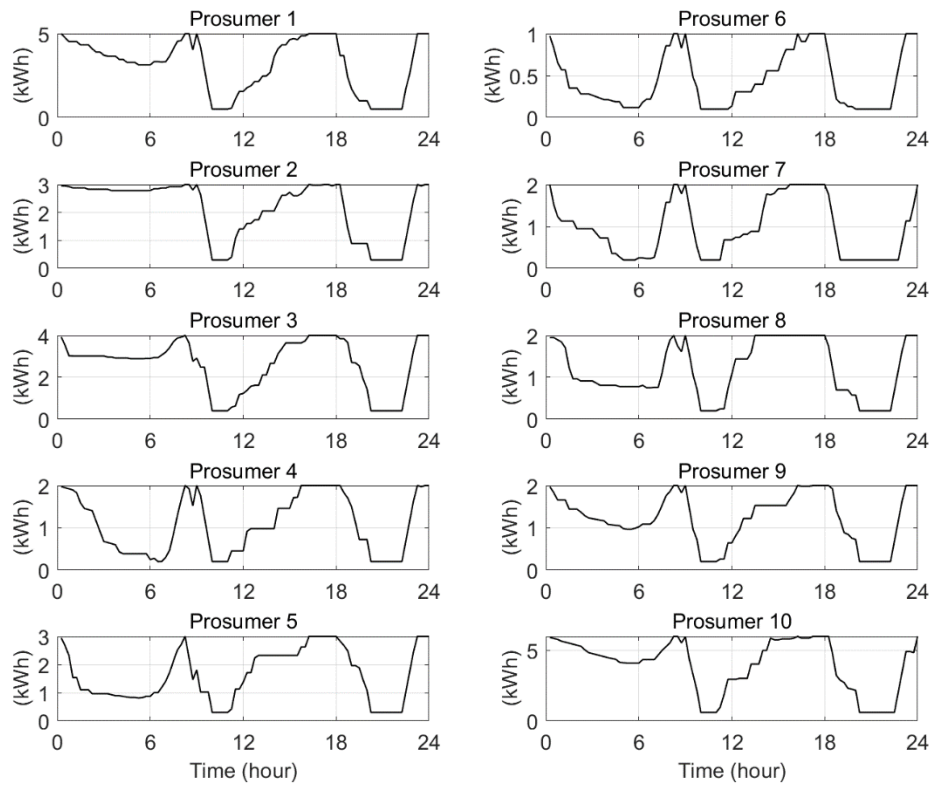 Prosumer 1
5
0
(kWh)
0 6 12 18 24
Prosumer 2
3
2
1
0
(kWh)
0 6 12 18 24
Prosumer 3
4
2
0
(kWh)
0 6 12 18 24
Prosumer 4
2
1
0
(kWh)
0 6 12 18 24
Prosumer 5
3
2
1
0
(kWh)
0 6 12 18 24
Time (hour)
Prosumer 6
1
0.5
0
(kWh)
0 6 12 18 24
Prosumer 7
2
1
0
(kWh)
0 6 12 18 24
Prosumer 8
2
1
0
(kWh)
0 6 12 18 24
Prosumer 9
2
1
0
(kWh)
0 6 12 18 24
Prosumer 10
5
0
(kWh)
0 6 12 18 24
Time (hour)